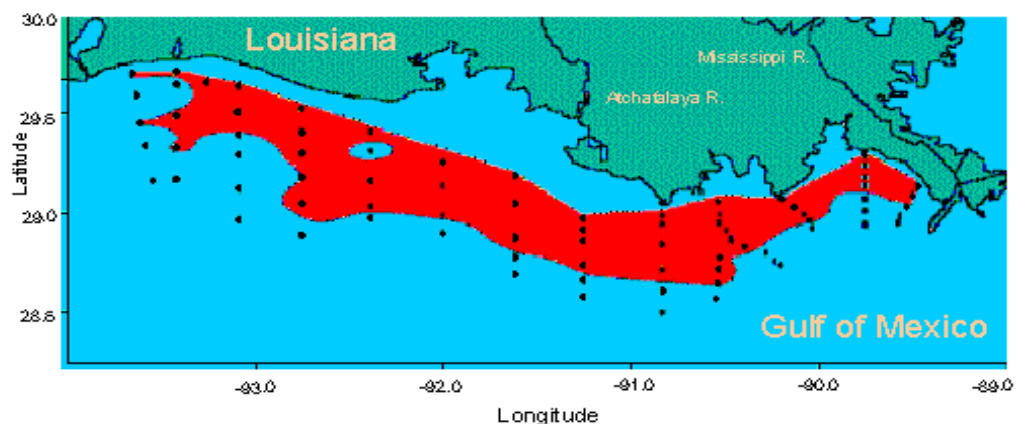 30.0
Louisiana
Mississippi R.
Atchafalaya R.
29.5
Latitude
29.0
28.5
Gulf of Mexico
-93.0
-92.0
-91.0
-90.0
-89.0
Longitude